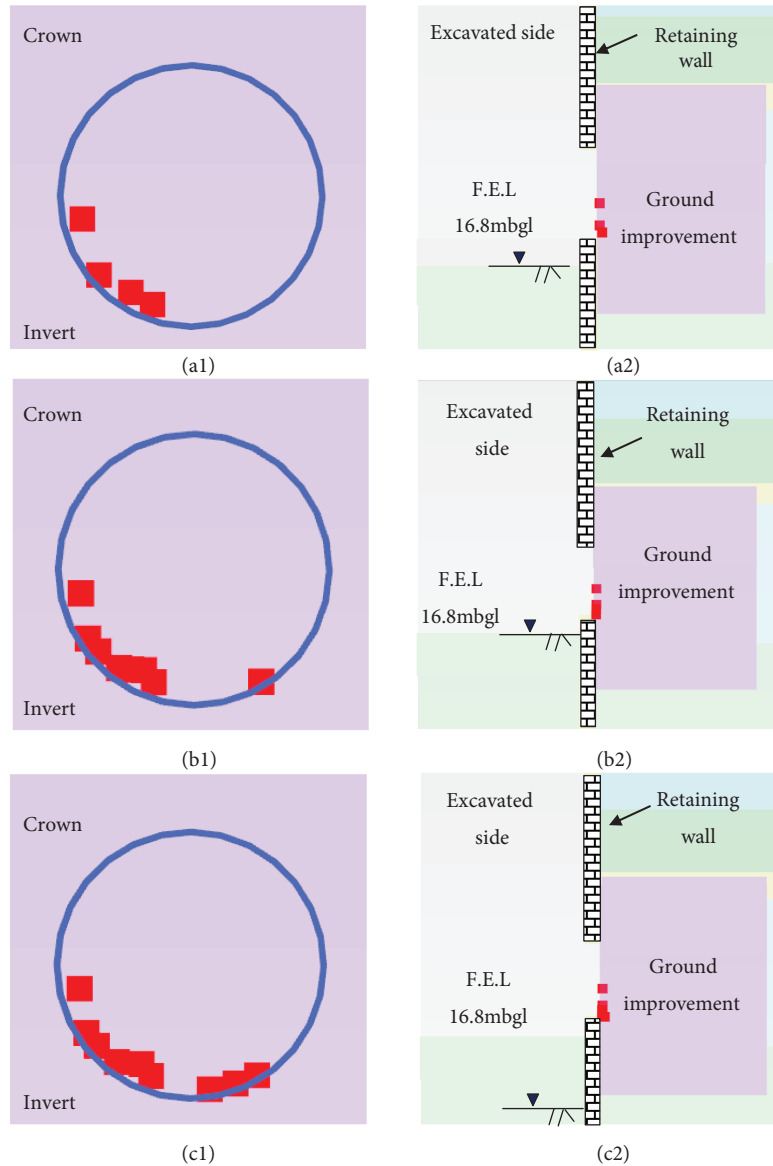 Crown
Invert
(a1)
Excavated side
Retaining
wall
F.E.L
16.8mbgl
Ground
improvement
(a2)
Crown
Invert
(b1)
Excavated
side
Retaining
wall
F.E.L
16.8mbgl
Ground
improvement
(b2)
Crown
Invert
(c1)
Excavated
side
Retaining
wall
F.E.L
16.8mbgl
Ground
improvement
(c2)